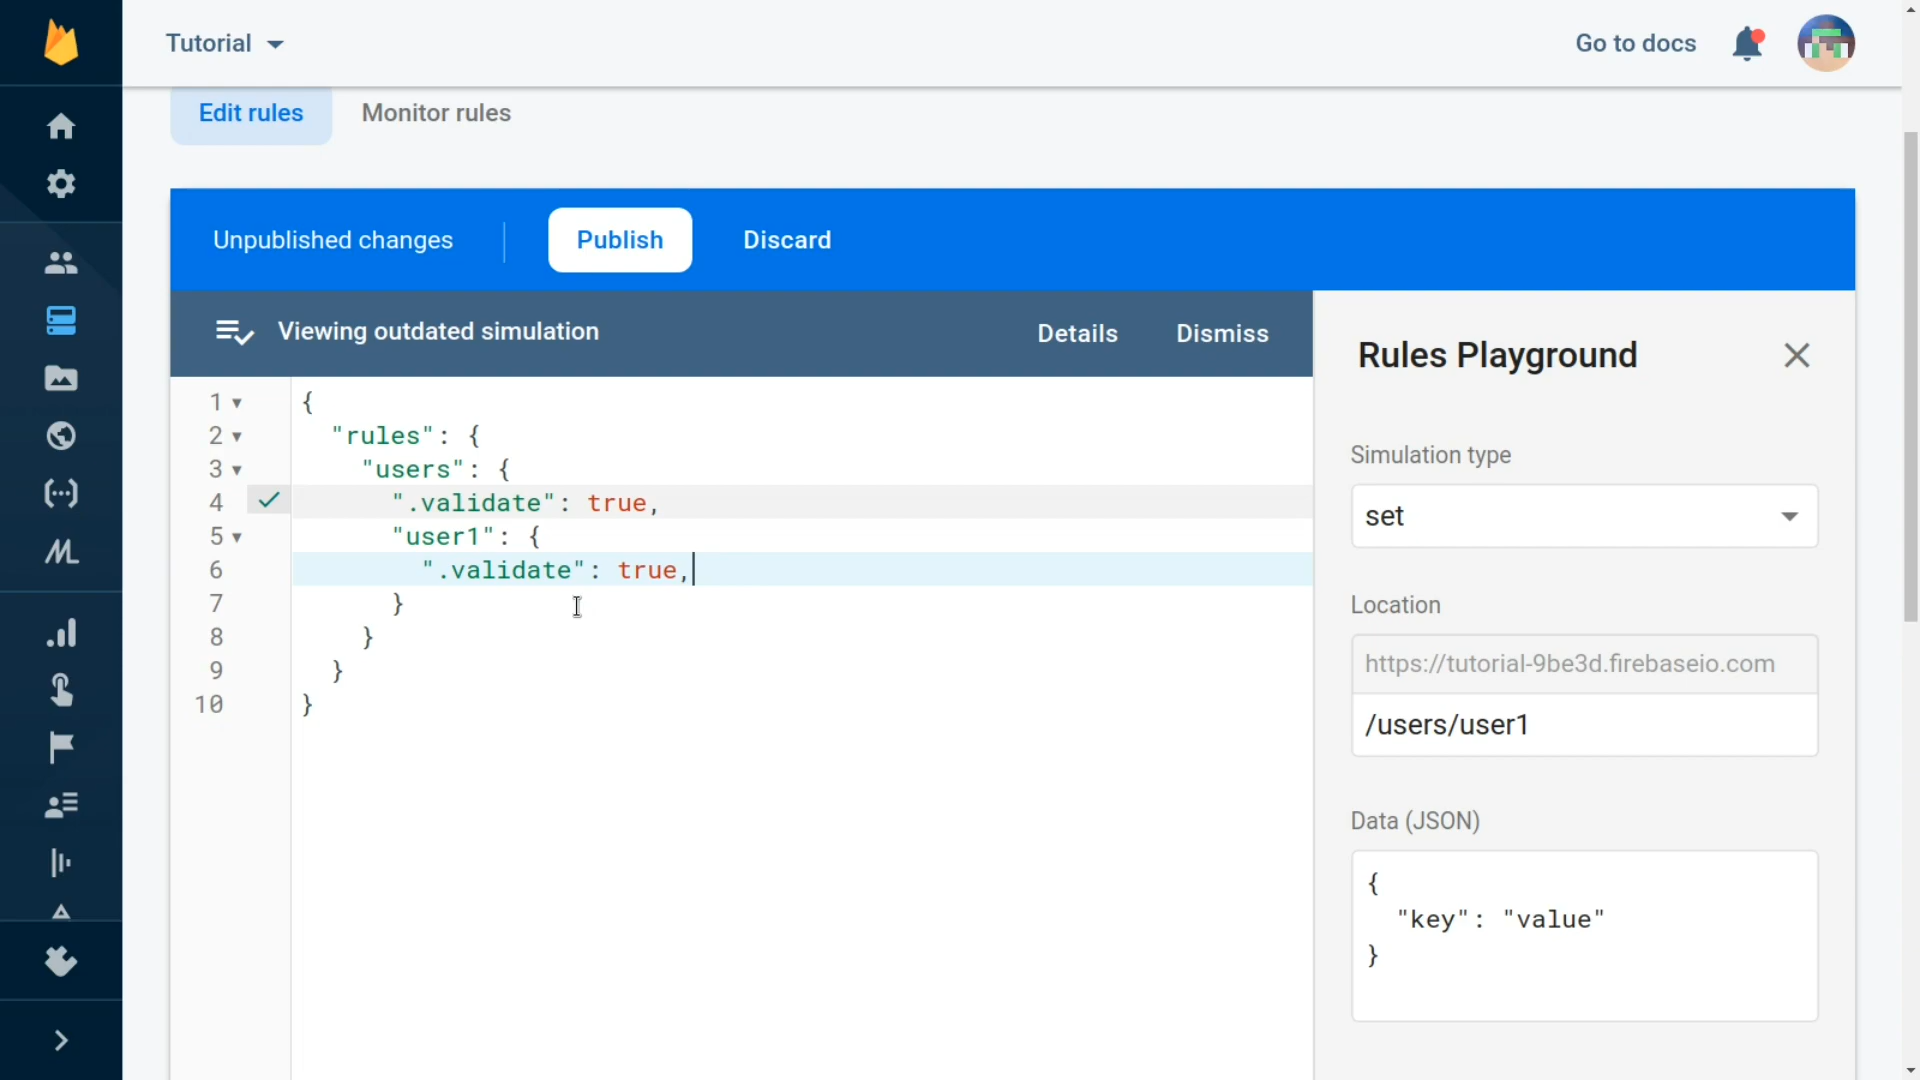 Tutorial
Go to docs
Edit rules
Monitor rules
Unpublished changes
Publish
Discard
Viewing outdated simulation
Details
Dismiss
1 {
2 "rules": {
3 "users": {
4 ".validate": true,
5 "user1": {
6 ".validate": true,
7 }
8 }
9 }
10 }
Rules Playground
Simulation type
set
Location
https://tutorial-9be3d.firebaseio.com
/users/user1
Data (JSON)
{
"key": "value"
}